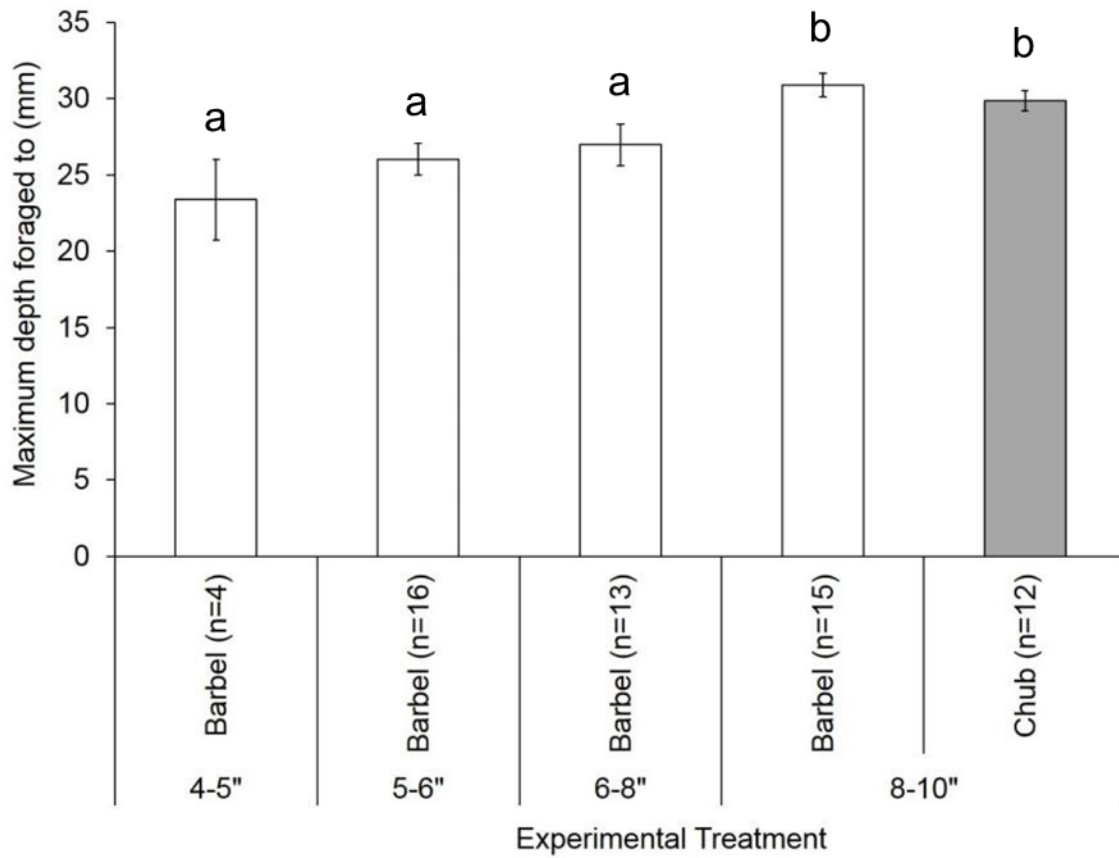 Maximum depth foraged to (mm)
35
30
25
20
15
10
5
0
a
a
a
b
b
Barbel (n=4)
Barbel (n=16)
Barbel (n=13)
Barbel (n=15)
Chub (n=12)
4-5"
5-6"
6-8"
8-10"
Experimental Treatment